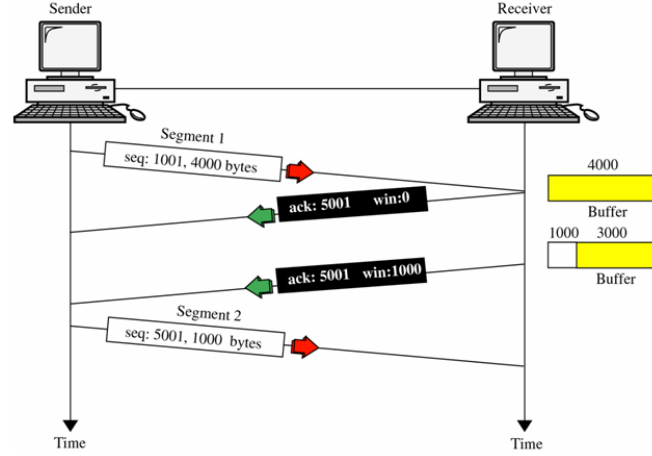 Sender
Receiver
Segment 1
seq: 1001, 4000 bytes
4000
Buffer
ack: 5001 win:0
1000 3000
Buffer
ack: 5001 win:1000
Segment 2
seq: 5001, 1000 bytes
Time
Time